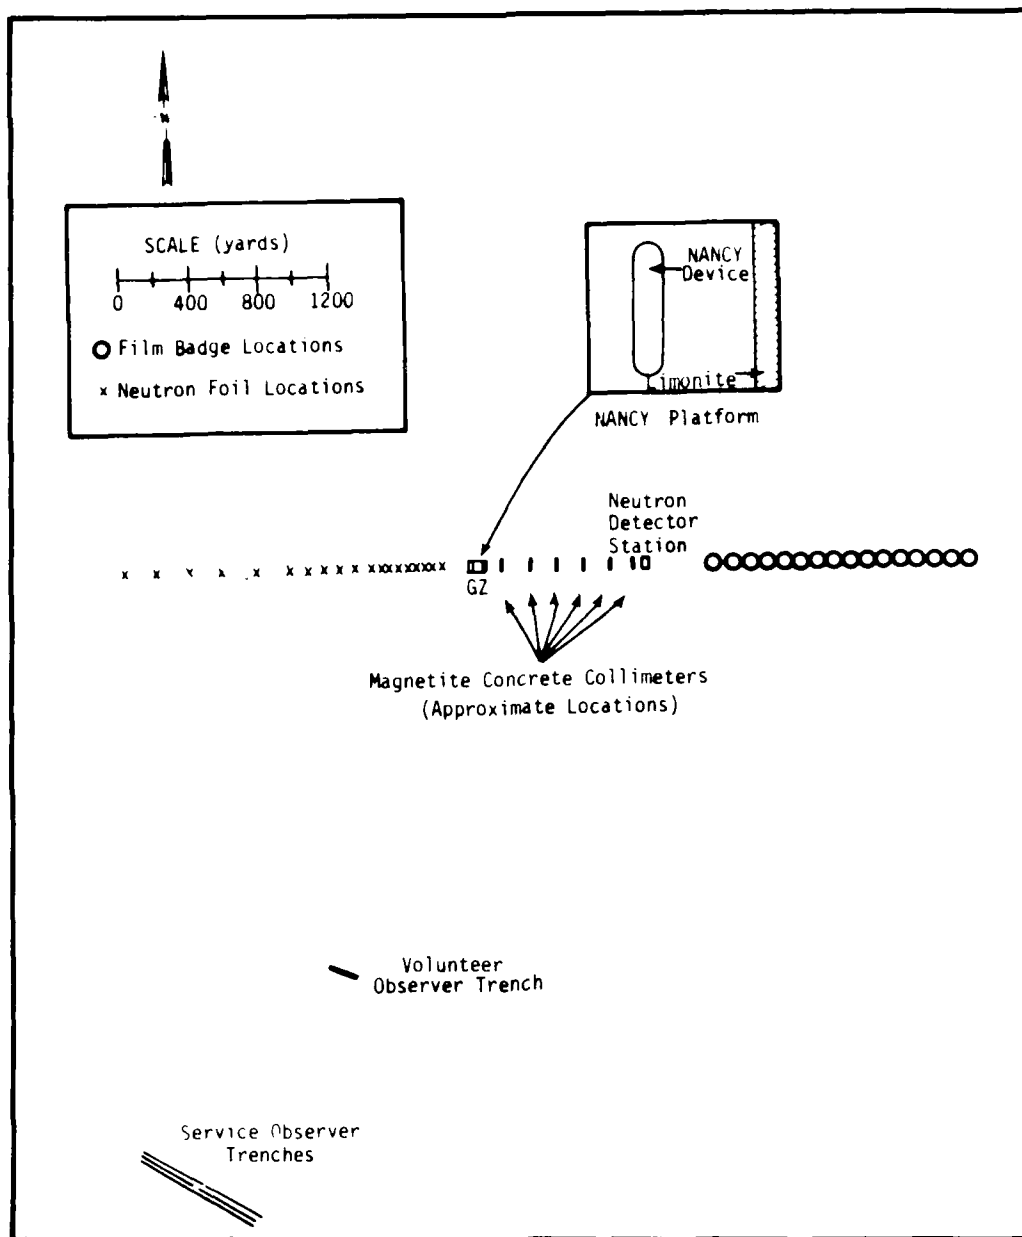 N
SCALE (yards)
0 400 800 1200
Film Badge Locations
x Neutron Foil Locations
NANCY
Device
Limonite
NANCY Platform
Neutron
Detector
Station
GZ
Magnetite Concrete Collimeters
(Approximate Locations)
Volunteer
Observer Trench
Service Observer
Trenches